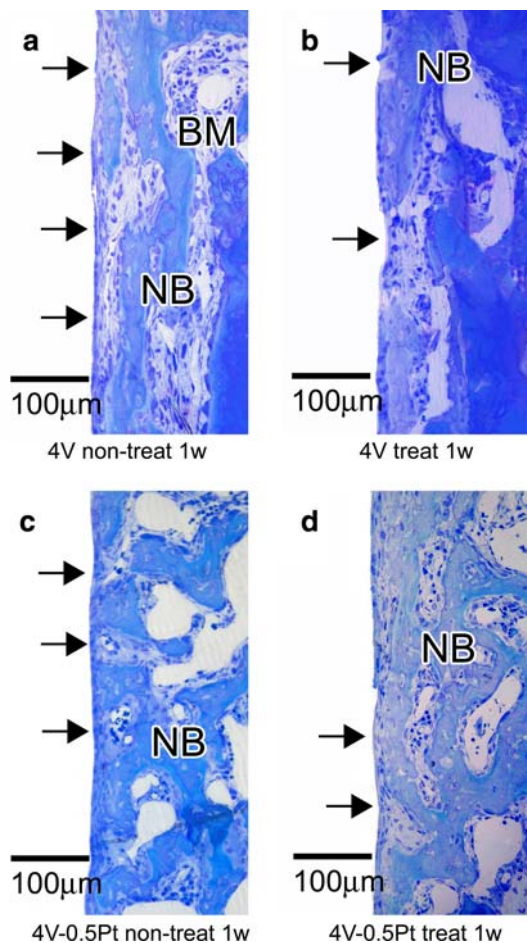 a
b
NB
BM
NB
100μm
100μm
4V non-treat 1w
4V treat 1w
c
d
NB
NB
100μm
100μm
4V-0.5Pt non-treat 1w
4V-0.5Pt treat 1w